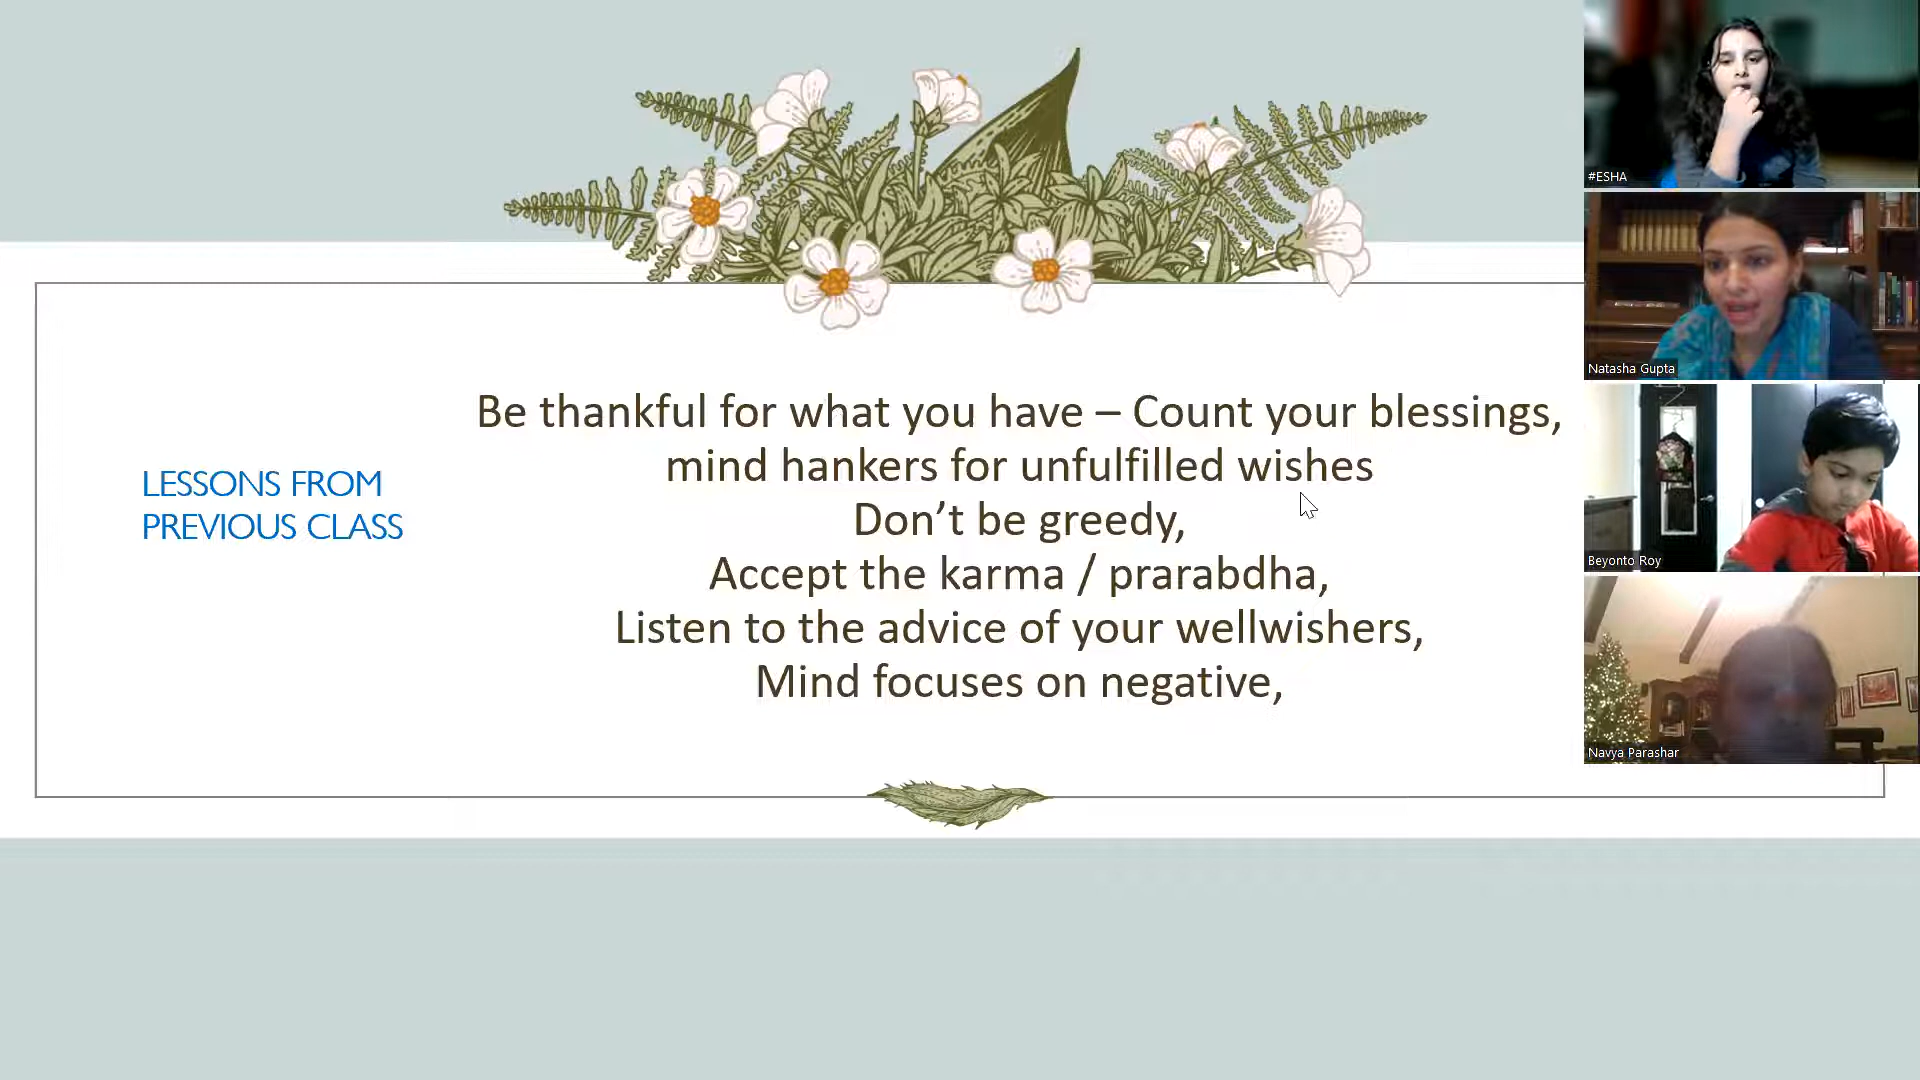 LESSONS FROM
PREVIOUS CLASS
Be thankful for what you have – Count your blessings,
mind hankers for unfulfilled wishes
Don’t be greedy,
Accept the karma / prarabdha,
Listen to the advice of your wellwishers,
Mind focuses on negative,
#ESHA
Natasha Gupta
Beyonto Roy
Navya Parashar